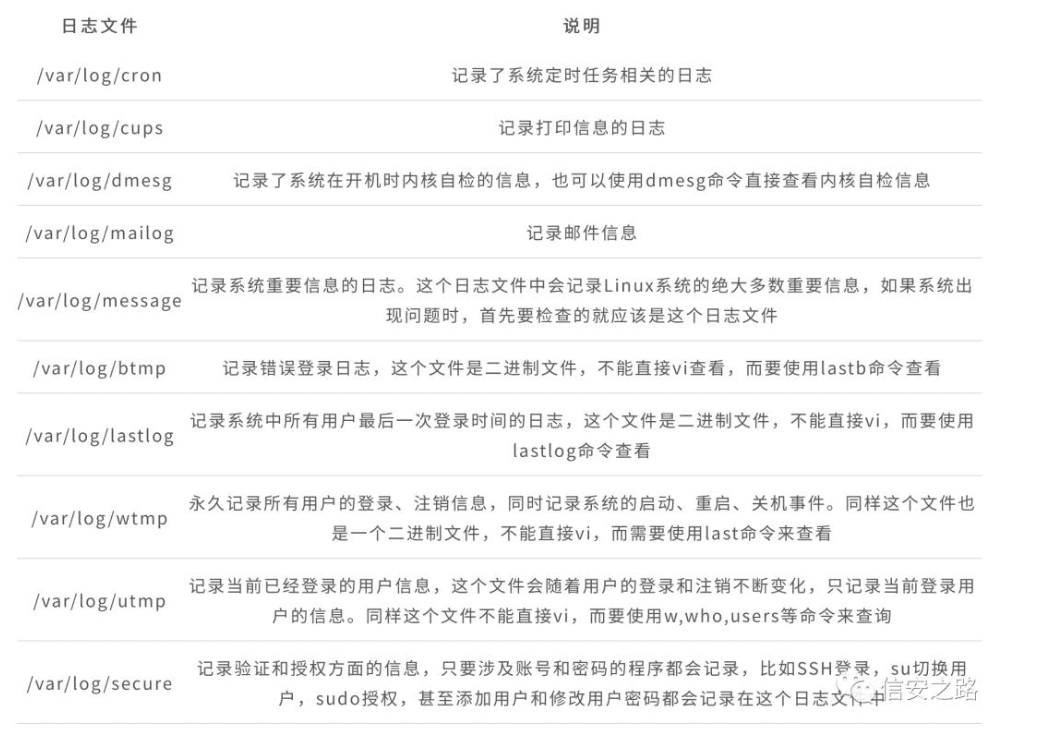 日志文件 说明
/var/log/cron 记录了系统定时任务相关的日志
/var/log/cups 记录打印信息的日志
/var/log/dmesg 记录了系统在开机时内核自检的信息，也可以使用dmesg命令直接查看内核自检信息
/var/log/mailog 记录邮件信息
/var/log/message 记录系统重要信息的日志。这个日志文件中会记录Linux系统的绝大多数重要信息，如果系统出
现问题时，首先要检查的就应该是这个日志文件
/var/log/btmp 记录错误登录日志，这个文件是二进制文件，不能直接vi查看，而要使用lastb命令查看
/var/log/lastlog 记录系统中所有用户最后一次登录时间的日志，这个文件是二进制文件，不能直接vi，而要使用
lastlog命令查看
/var/log/wtmp 永久记录所有用户的登录、注销信息，同时记录系统的启动、重启、关机事件。同样这个文件也
是一个二进制文件，不能直接vi，而需要使用last命令来查看
/var/log/utmp 记录当前已经登录的用户信息，这个文件会随着用户的登录和注销不断变化，只记录当前登录用
户的信息。同样这个文件不能直接vi，而要使用w,who,users等命令来查询
/var/log/secure 记录验证和授权方面的信息，只要涉及账号和密码的程序都会记录，比如SSH登录，su切换用
户，sudo授权，甚至添加用户和修改用户密码都会记录在这个日志文件中
信安之路